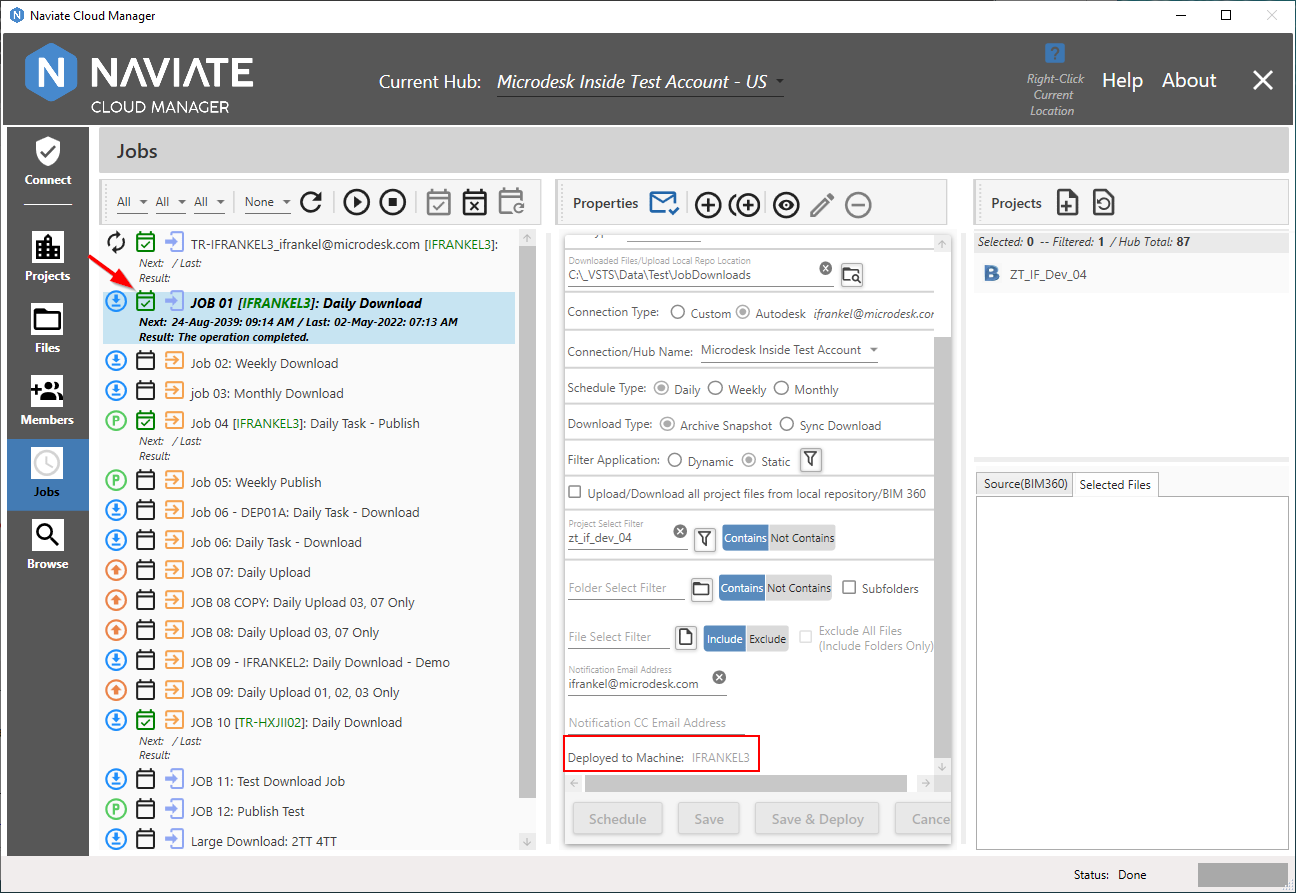 Naviate Cloud Manager
NAVIATE
CLOUD MANAGER
Current Hub: Microdesk Inside Test Account - US
?
Right-Click
Current
Location
Help
About
Jobs
Connect
Projects
Files
Members
Jobs
Browse
All
All
All
None
TR-IFRANKEL3_ifrankel@microdesk.com [IFRANKEL3]:
Next: / Last:
Result:
JOB 01 [IFRANKEL3]: Daily Download
Next: 24-Aug-2039: 09:14 AM / Last: 02-May-2022: 07:13 AM
Result: The operation completed.
Job 02: Weekly Download
job 03: Monthly Download
P Job 04 [IFRANKEL3]: Daily Task - Publish
Next: / Last:
Result:
P Job 05: Weekly Publish
Job 06 - DEP01A: Daily Task - Download
Job 06: Daily Task - Download
JOB 07: Daily Upload
JOB 08 COPY: Daily Upload 03, 07 Only
JOB 08: Daily Upload 03, 07 Only
JOB 09 - IFRANKEL2: Daily Download - Demo
JOB 09: Daily Upload 01, 02, 03 Only
JOB 10 [TR-HXJII02]: Daily Download
Next: / Last:
Result:
JOB 11: Test Download Job
P JOB 12: Publish Test
Large Download: 2TT 4TT
Properties
Downloaded Files/Upload Local Repo Location
C:\_VSTS\Data\Test\JobDownloads
Connection Type: Custom Autodesk ifrankel@microdesk.cor
Connection/Hub Name: Microdesk Inside Test Account
Schedule Type: Daily Weekly Monthly
Download Type: Archive Snapshot Sync Download
Filter Application: Dynamic Static
Upload/Download all project files from local repository/BIM 360
Project Select Filter
zt_if_dev_04
Contains Not Contains
Folder Select Filter Contains Not Contains Subfolders
File Select Filter Include Exclude Exclude All Files
(Include Folders Only)
Notification Email Address
ifrankel@microdesk.com
Notification CC Email Address
Deployed to Machine: IFRANKEL3
Schedule Save Save & Deploy Cance
Projects
Selected: 0 -- Filtered: 1 / Hub Total: 87
B ZT_IF_Dev_04
Source(BIM360) Selected Files
Status: Done